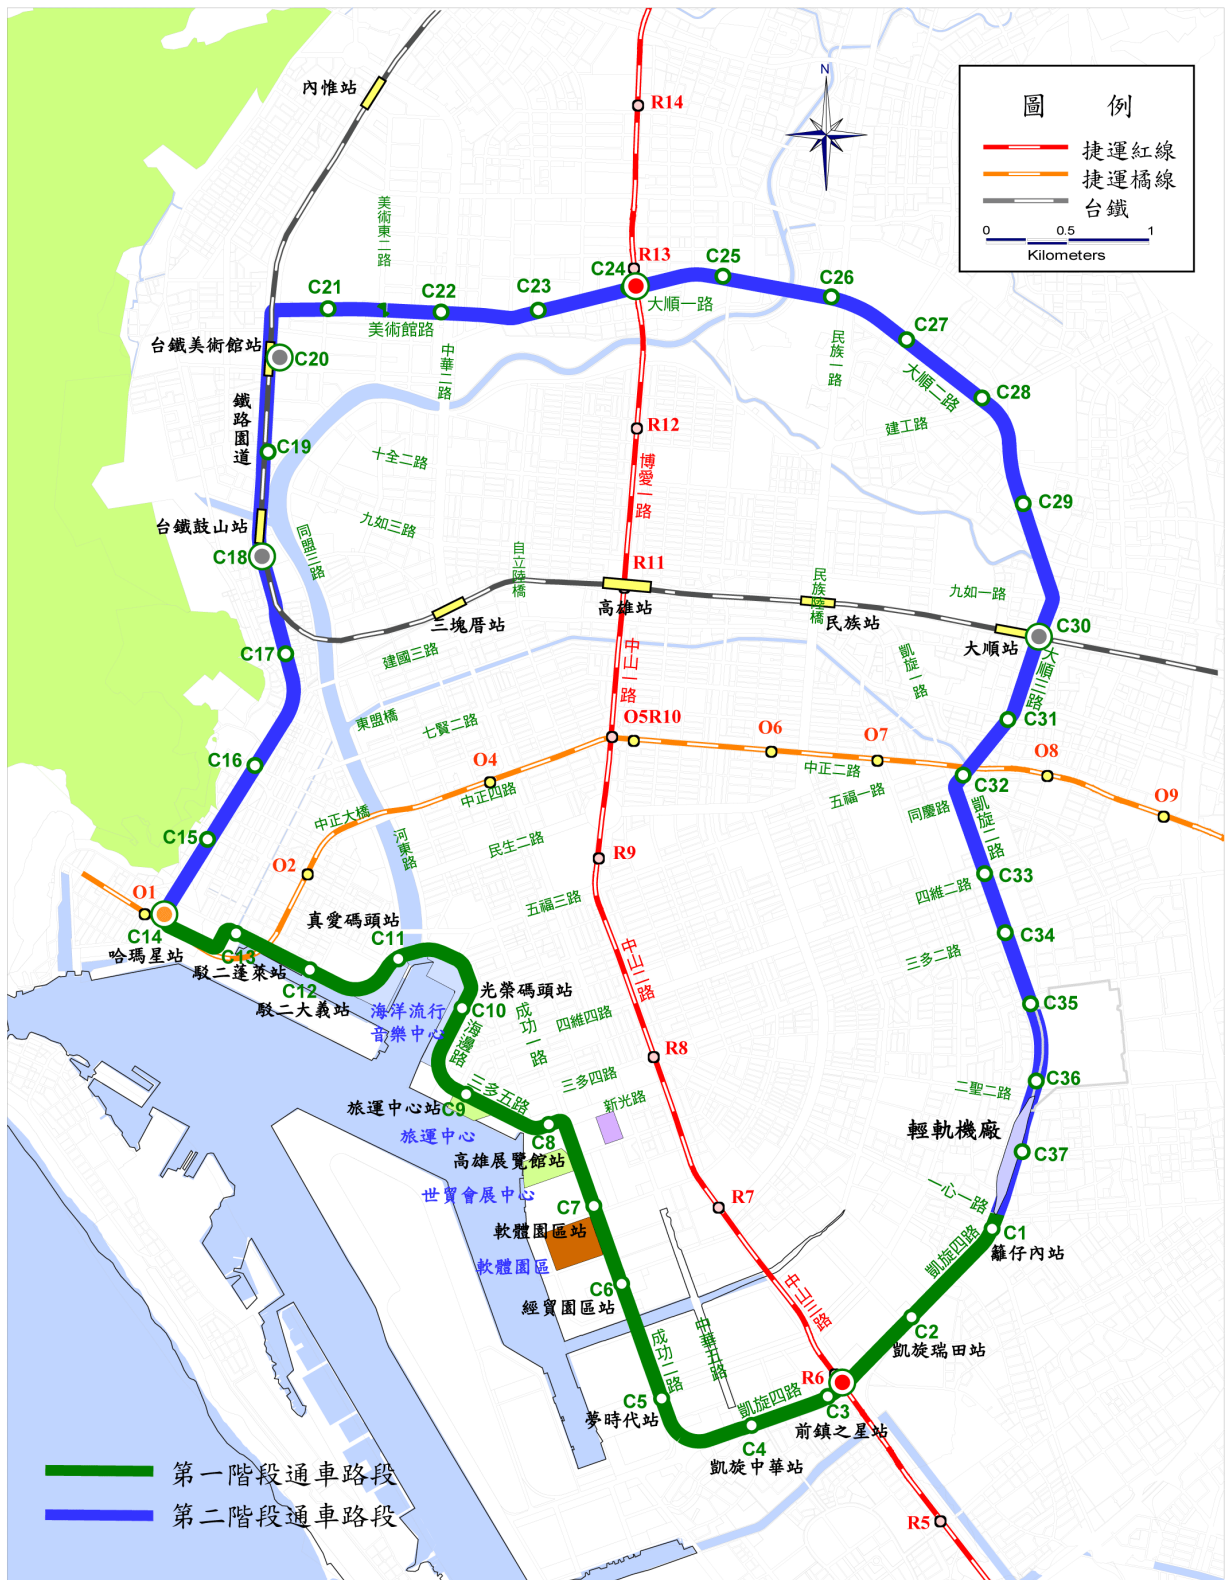 內惟站
R14
N
圖 例
捷運紅線
捷運橘線
台鐵
0 0.5 1
Kilometers
美術東二路
R13
C24
C25
C26
C21
C22
C23
大順一路
美術館路
C27
民族一路
台鐵美術館站
C20
中華二路
大順二路
C28
鐵路園道
C19
十全二路
R12
建工路
博愛一路
C29
台鐵鼓山站
C18
同盟三路
九如三路
自立陸橋
R11
高雄站
民族陸橋
民族站
九如一路
C30
大順站
三塊厝站
C17
建國三路
中山一路
凱旋一路
大順三路
東盟橋
七賢二路
O5R10
O6
O7
C31
C16
O4
中正四路
中正二路
O8
C32
五福一路
同慶路
凱旋二路
O9
中正大橋
C15
河東路
民生二路
R9
O2
C33
四維二路
O1
C14
哈瑪星站
真愛碼頭站
五福三路
C34
C13
駁二蓬萊站
C11
中山二路
三多二路
C12
駁二大義站
光榮碼頭站
C10
海洋流行
音樂中心
海邊路
成功一路
四維四路
C35
R8
三多四路
新光路
C36
二聖二路
旅運中心站
C9
三多五路
旅運中心
C8
高雄展覽館站
輕軌機廠
C37
世貿會展中心
C7
軟體園區站
軟體園區
R7
一心一路
C1
籬仔內站
凱旋四路
C6
經貿園區站
中山三路
C2
凱旋瑞田站
成功二路
中華五路
R6
C5
夢時代站
凱旋四路
C3
前鎮之星站
C4
凱旋中華站
第一階段通車路段
第二階段通車路段
R5